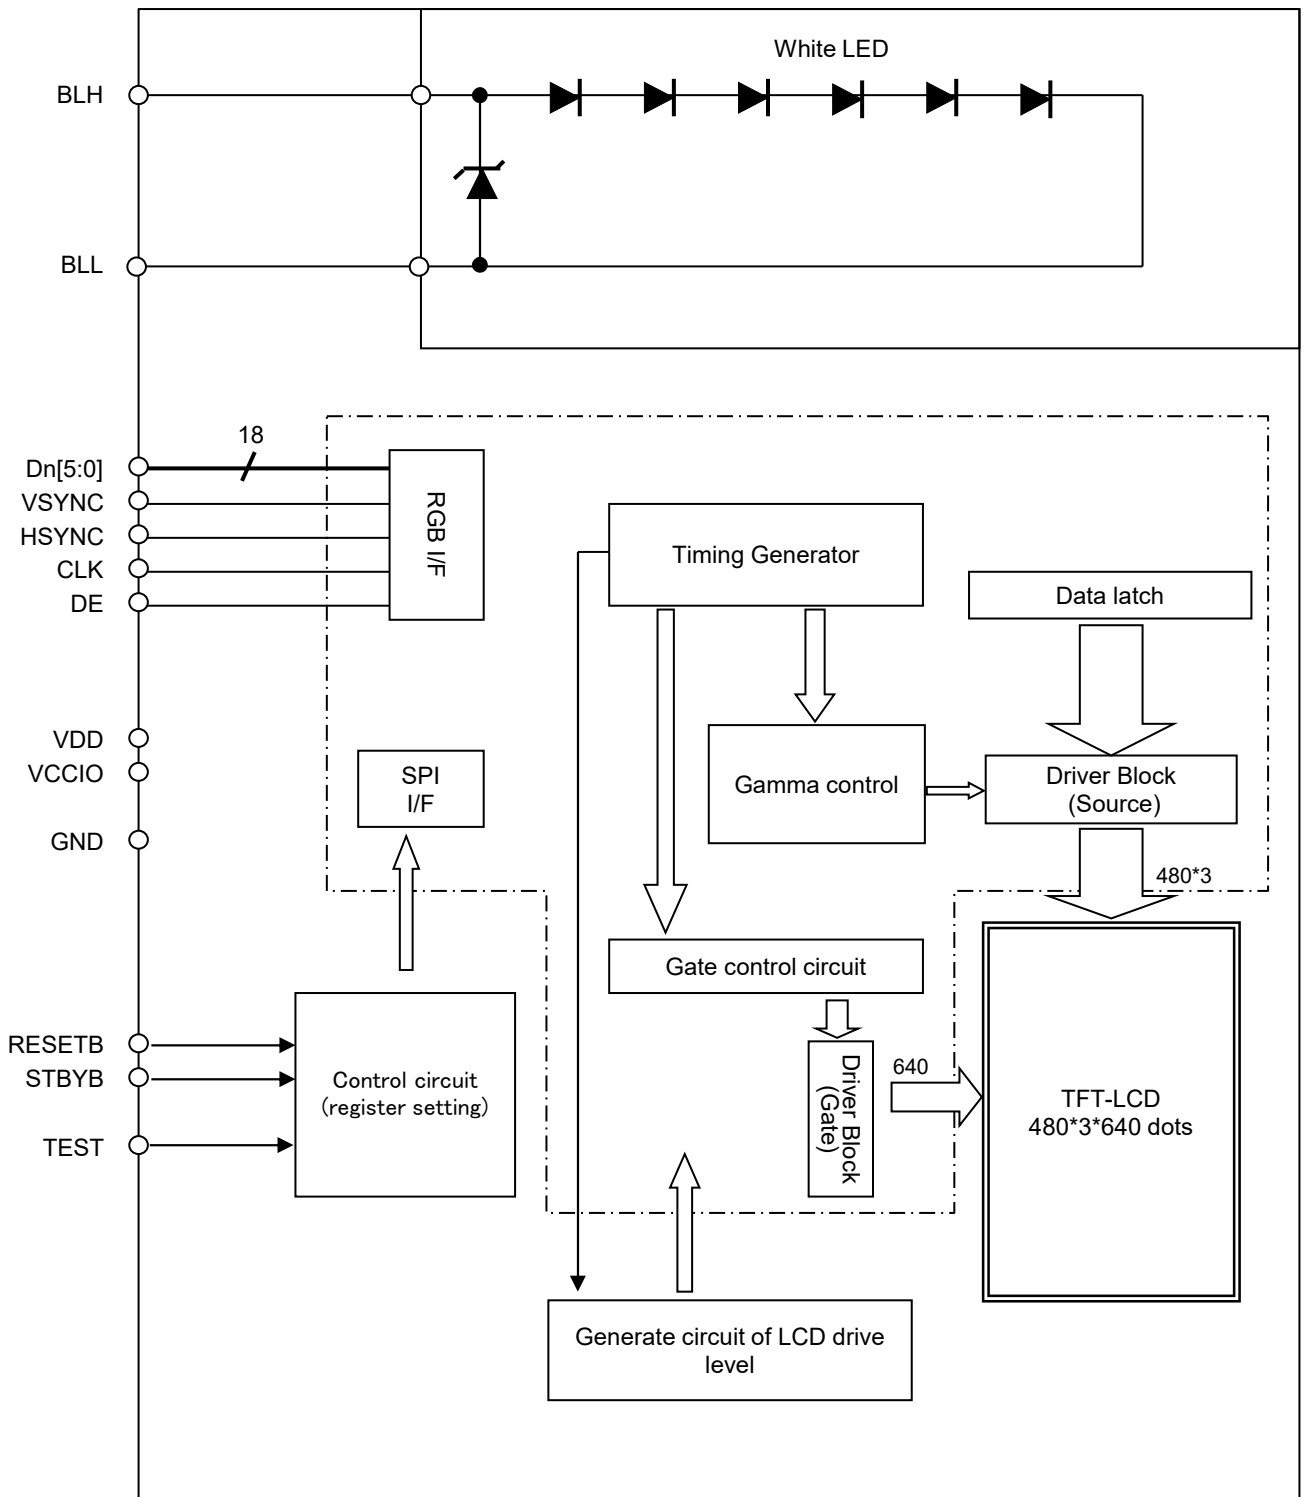 White LED
BLH
BLL
18
Dn[5:0]
VSYNC
HSYNC
CLK
DE
RGB I/F
Timing Generator
Data latch
VDD
VCCIO
GND
SPI
I/F
Gamma control
Driver Block
(Source)
480*3
Gate control circuit
RESETB
STBYB
TEST
Control circuit
(register setting)
Driver Block
(Gate)
640
TFT-LCD
480*3*640 dots
Generate circuit of LCD drive
level